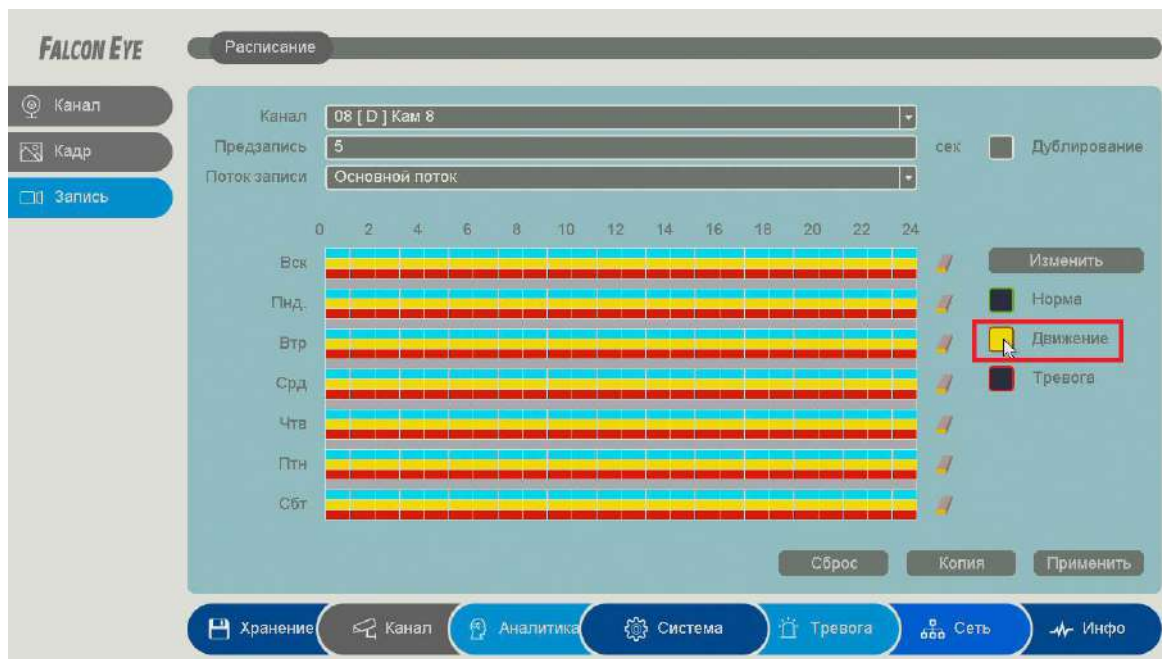 FALCON EYE
Расписание
Канал
Кадр
Запись
Канал 08 [ D ] Кам 8
Предзапись 5 сек Дублирование
Поток записи Основной поток
0 2 4 6 8 10 12 14 16 18 20 22 24
Вск
Пнд.
Втр
Срд
Чтв
Птн
Сбт
Изменить
Норма
Движение
Тревога
Сброс Копия Применить
Хранение Канал Аналитика Система Тревога Сеть Инфо